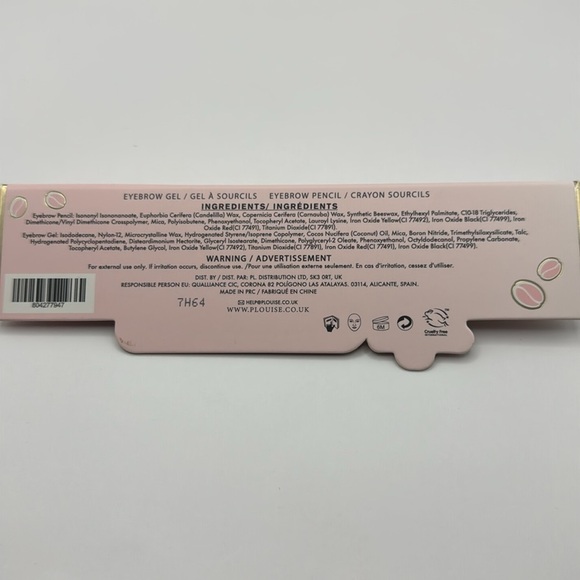 EYEBROW GEL / GEL À SOURCILS EYEBROW PENCIL / CRAYON SOURCILS
INGREDIENTS/ INGRÉDIENTS
Eyebrow Pencil: Isononyl Isononanoate, Euphorbia Cerifera (Candelilla) Wax, Copernicia Cerifera (Carnauba) Wax, Synthetic Beeswax, Ethylhexyl Palmitate, C10-18 Triglycerides,
Dimethicone/Vinyl Dimethicone Crosspolymer, Mica, Polyisobutene, Phenoxyethanol, Tocopheryl Acetate, Lauroyl Lysine, Iron Oxide Yellow(CI 77492), Iron Oxide Black(CI 77499), Iron
Oxide Red(CI 77491), Titanium Dioxide(CI 77891).
Eyebrow Gel: Isododecane, Nylon-12, Microcrystalline Wax, Hydrogenated Styrene/Isoprene Copolymer, Cocos Nucifera (Coconut) Oil, Mica, Boron Nitride, Trimethylsiloxysilicate, Talc,
Hydrogenated Polycyclopentadiene, Disteardimonium Hectorite, Glyceryl Isostearate, Dimethicone, Polyglyceryl-2 Oleate, Phenoxyethanol, Octyldodecanol, Propylene Carbonate,
Tocopheryl Acetate, Butylene Glycol, Iron Oxide Yellow(CI 77492), Titanium Dioxide(CI 77891), Iron Oxide Red(CI 77491), Iron Oxide Black(CI 77499).
WARNING / ADVERTISEMENT
For external use only. If irritation occurs, discontinue use. /Pour une utilisation externe seulement. En cas d'irritation, cessez d'utiliser.
DIST. BY / DIST. PAR: PL DISTRIBUTION LTD, SK3 0RT, UK
RESPONSIBLE PERSON EU: QUALLIANCE CIC, CORONA 82 POLÍGONO LAS ATALAYAS. 03114, ALICANTE, SPAIN.
MADE IN PRC / FABRIQUÉ EN CHINE
804277947
7H64
HELP@PLOUISE.CO.UK
WWW.PLOUISE.CO.UK
6M
Cruelty free